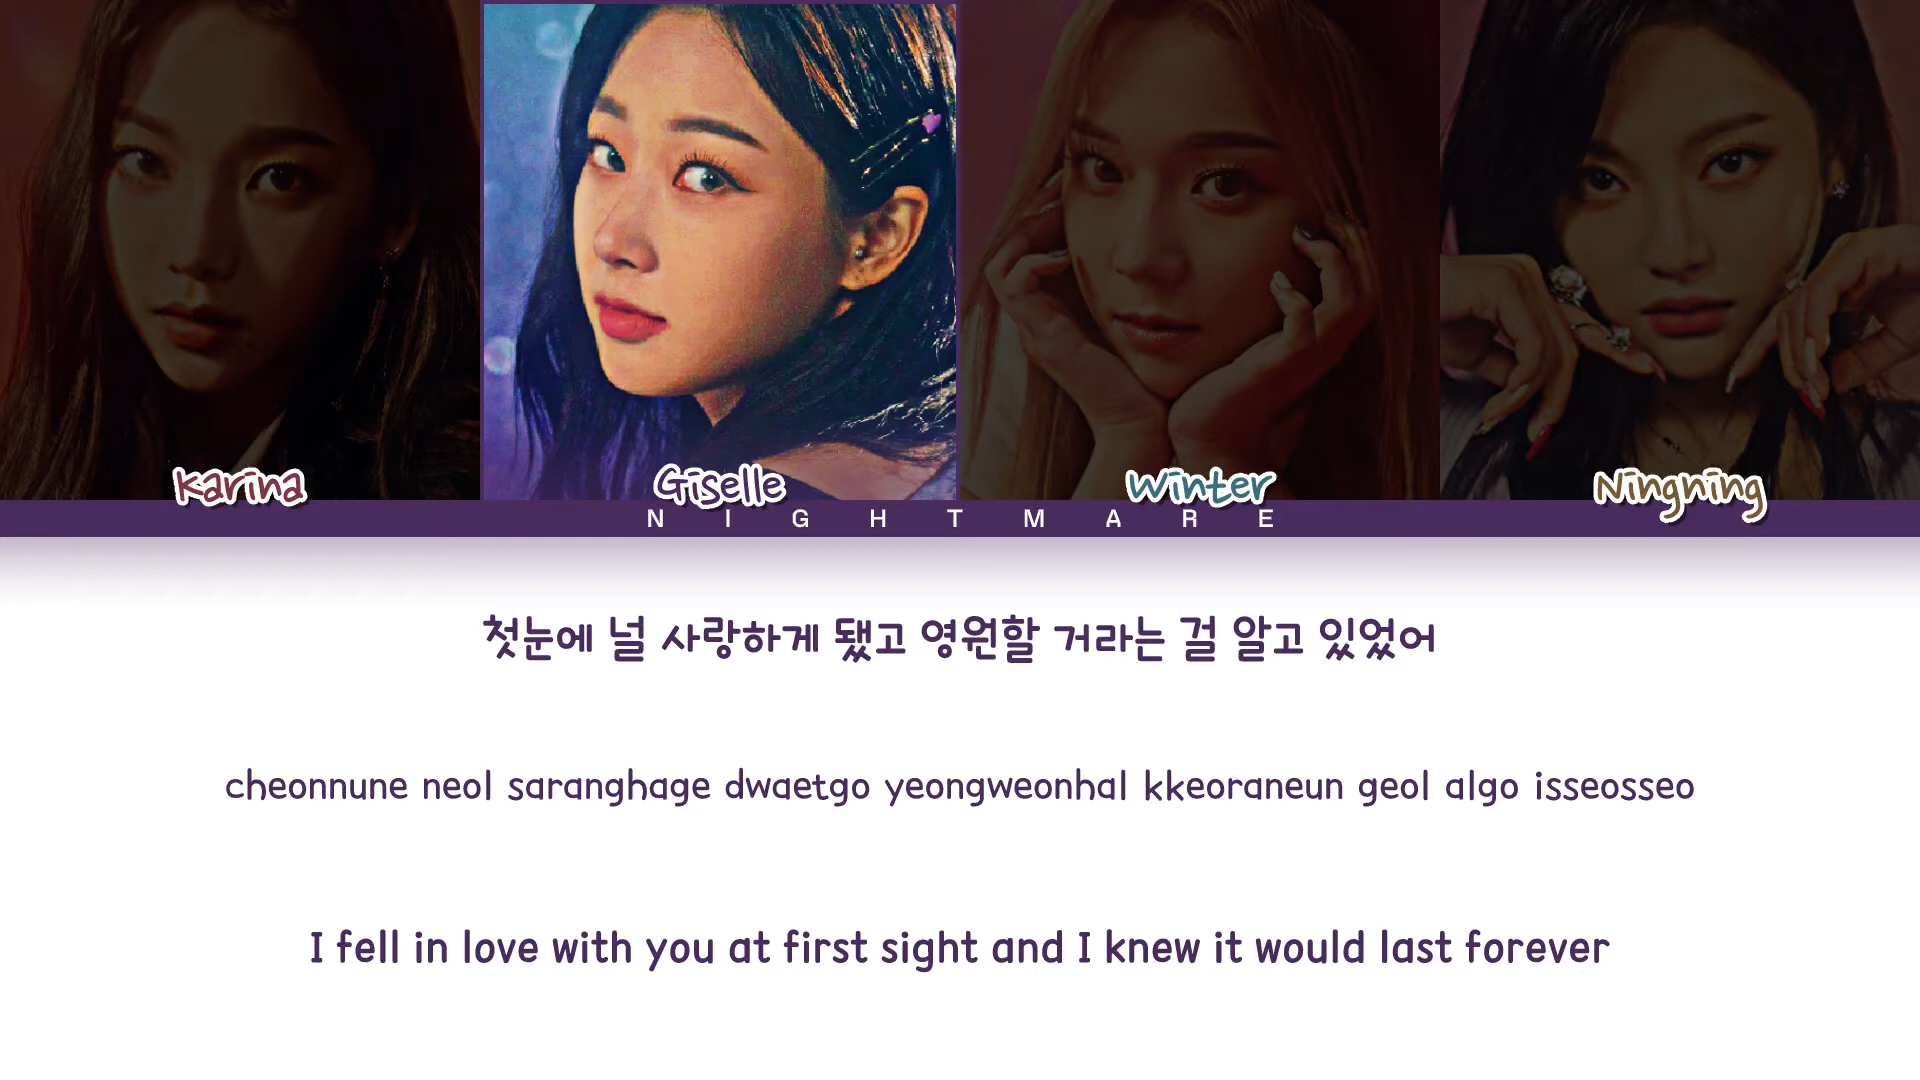 Karina
Giselle
Winter
Ningning
NIGHTMARE
첫눈에 널 사랑하게 됐고 영원할 거라는 걸 알고 있었어
cheonnune neol saranghage dwaetgo yeongweonhal kkeoraneun geol algo isseosseo
I fell in love with you at first sight and I knew it would last forever